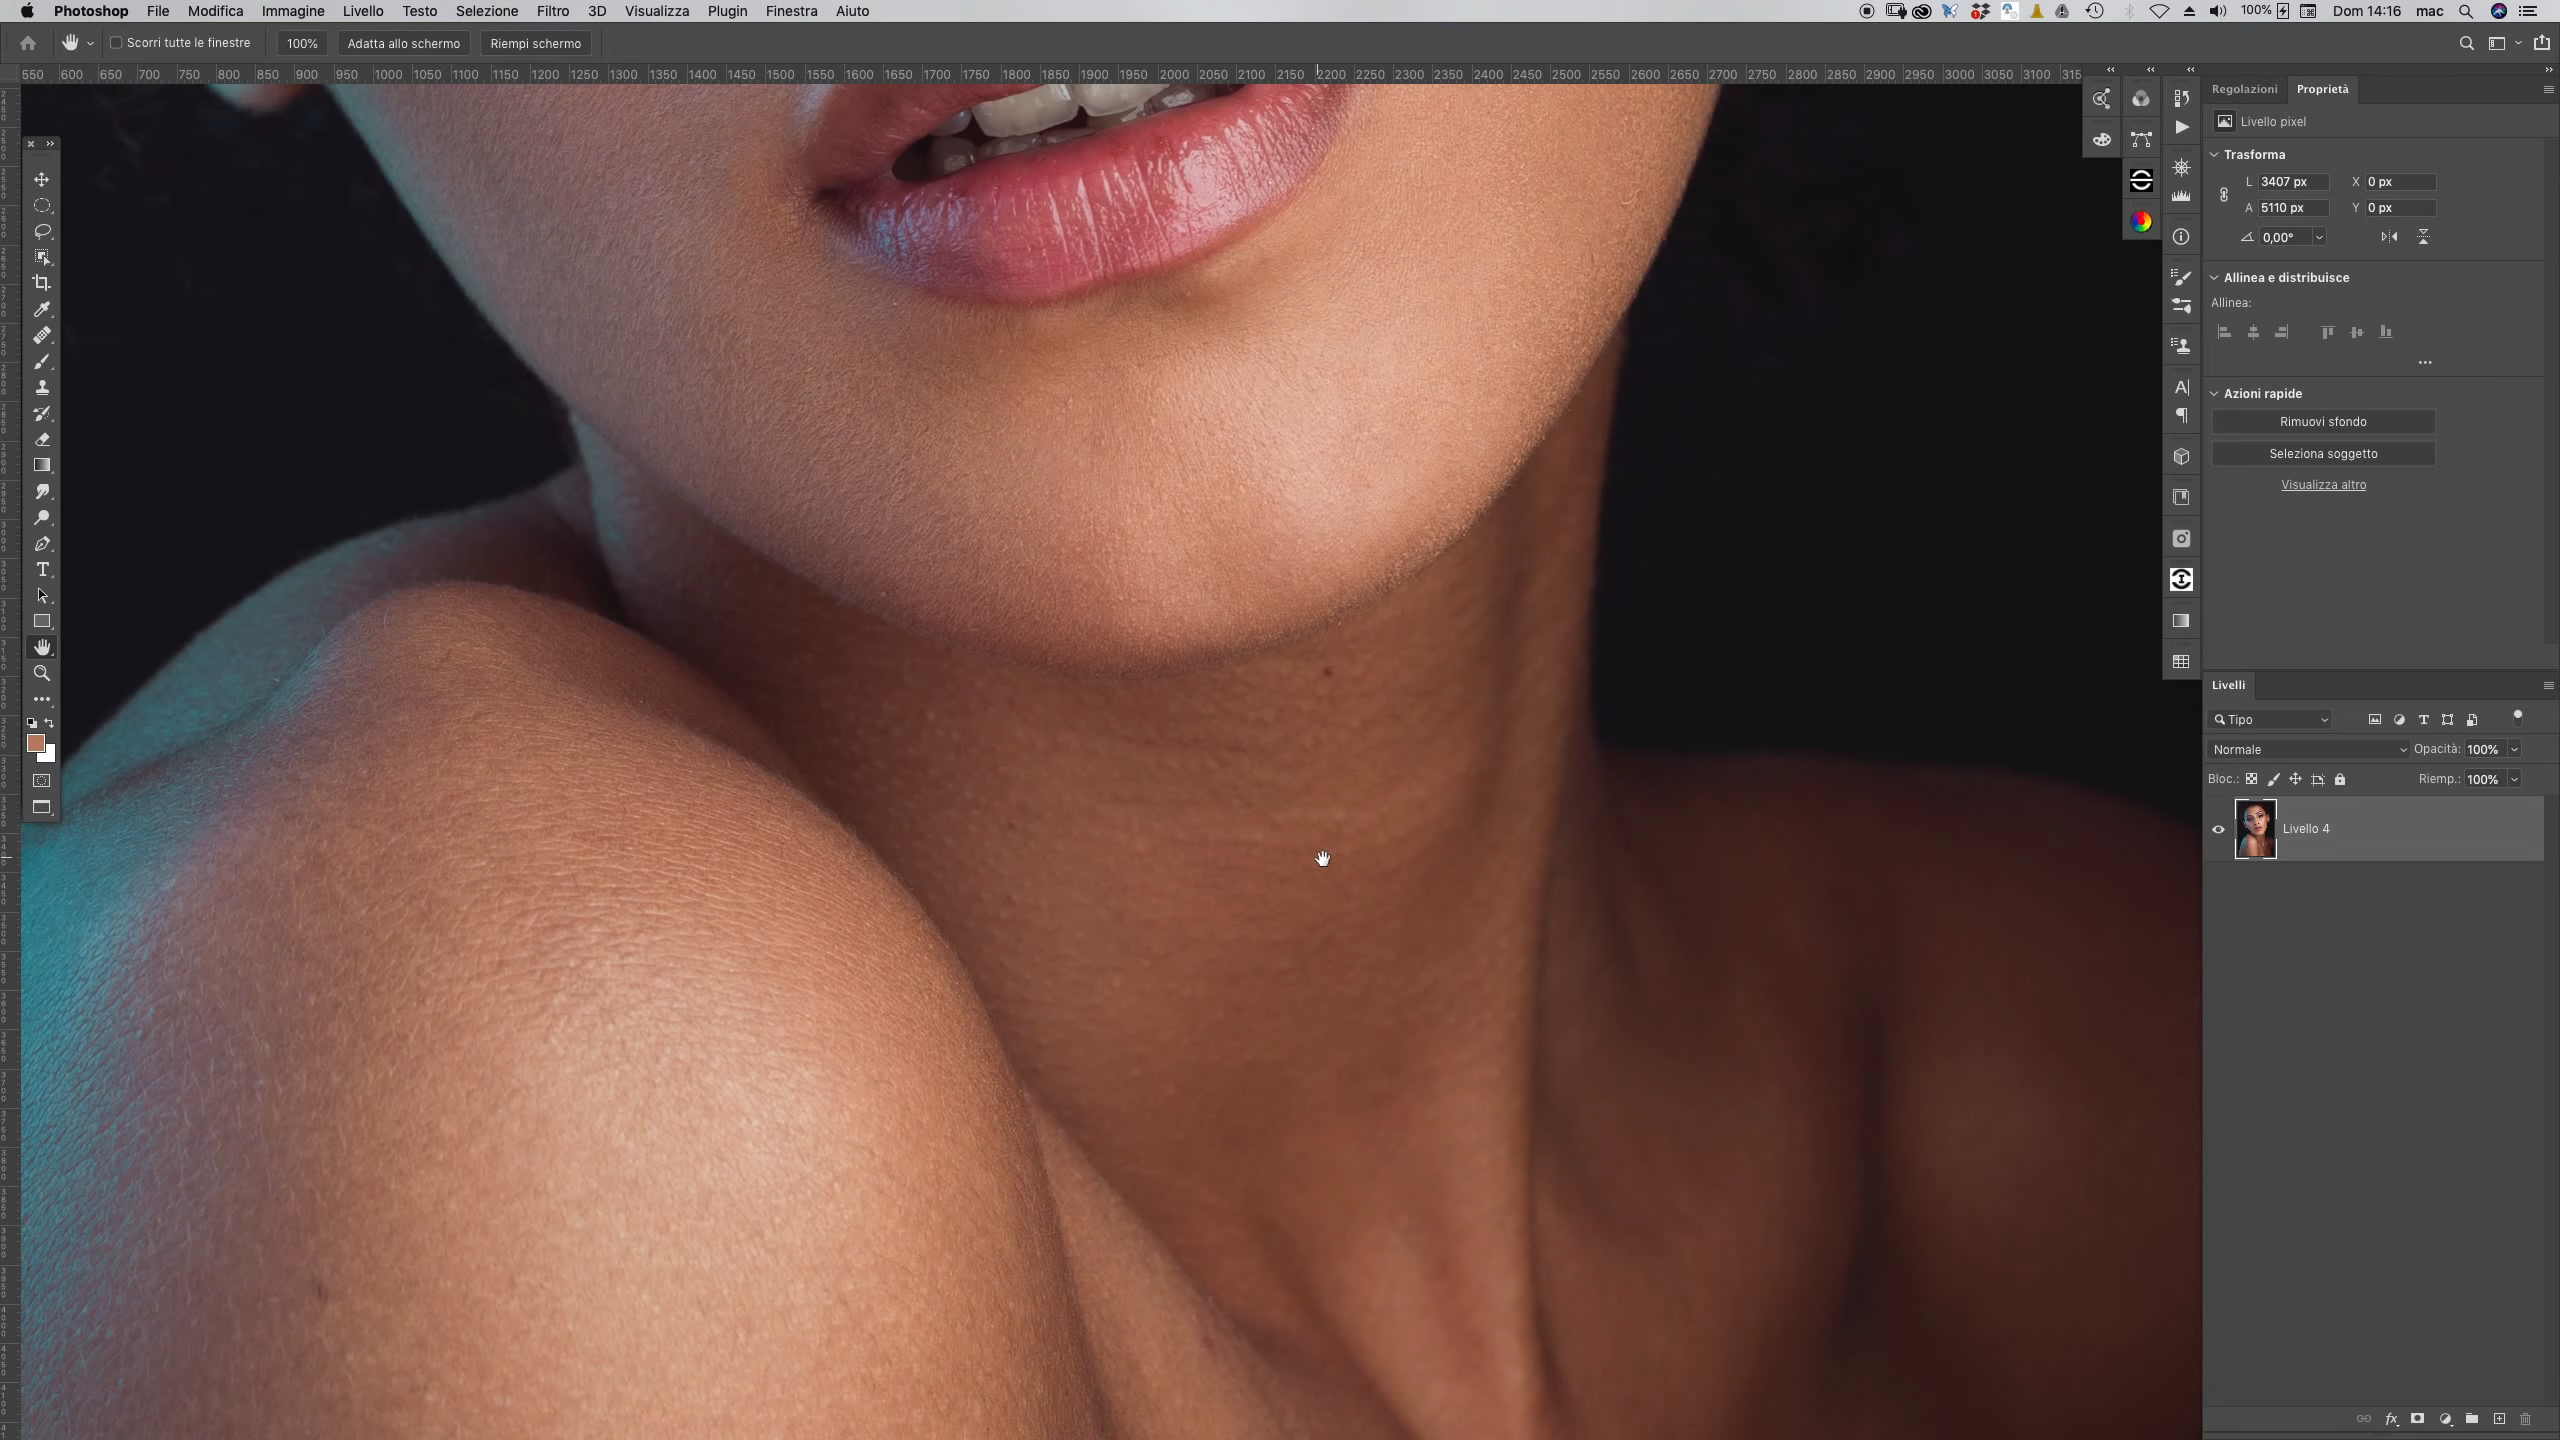 Photoshop File Modifica Immagine Livello Testo Selezione Filtro 3D Visualizza Plugin Finestra Aiuto 100% Dom 14:16 mac
Scorri tutte le finestre 100% Adatta allo schermo Riempi schermo
550 600 650 700 750 800 850 900 950 1000 1050 1100 1150 1200 1250 1300 1350 1400 1450 1500 1550 1600 1650 1700 1750 1800 1850 1900 1950 2000 2050 2100 2150 2200 2250 2300 2350 2400 2450 2500 2550 2600 2650 2700 2750 2800 2850 2900 2950 3000 3050 3100 315
Regolazioni Proprietà
Livello pixel
Trasforma
L 3407 px X 0 px
A 5110 px Y 0 px
0,00°
Allinea e distribuisce
Allinea:
Azioni rapide
Rimuovi sfondo
Seleziona soggetto
Visualizza altro
Livelli
Tipo
Normale Opacità: 100%
Bloc.: Riemp.: 100%
Livello 4
fx